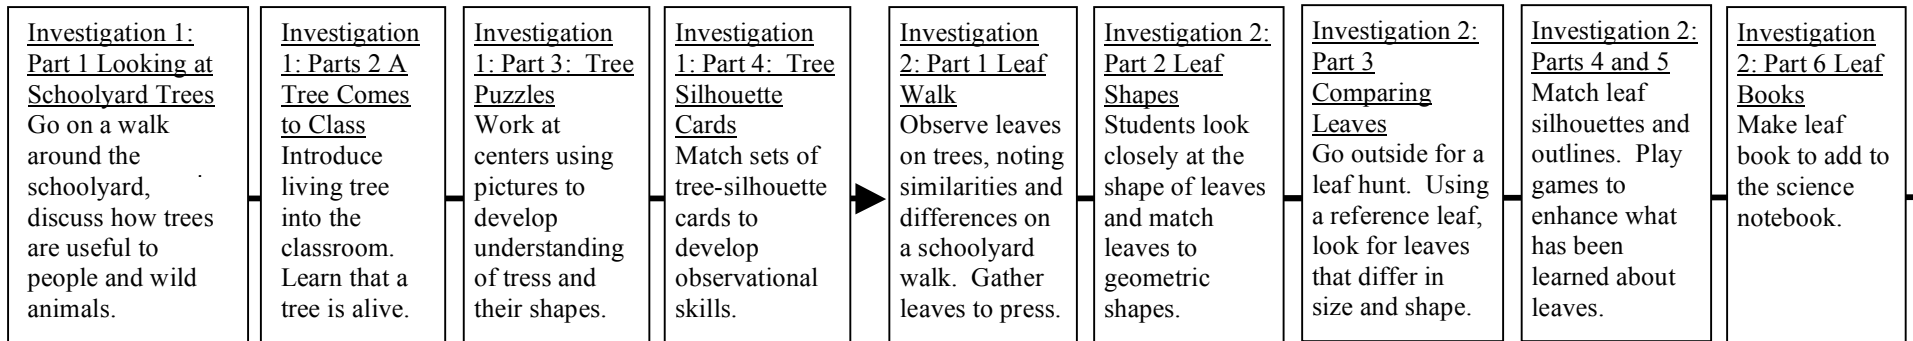 Investigation 1:
Part 1 Looking at
Schoolyard Trees
Go on a walk
around the
schoolyard,
discuss how trees
are useful to
people and wild
animals.
Investigation
1: Parts 2 A
Tree Comes
to Class
Introduce
living tree
into the
classroom.
Learn that a
tree is alive.
Investigation
1: Part 3: Tree
Puzzles
Work at
centers using
pictures to
develop
understanding
of tress and
their shapes.
Investigation
1: Part 4: Tree
Silhouette
Cards
Match sets of
tree-silhouette
cards to
develop
observational
skills.
Investigation
2: Part 1 Leaf
Walk
Observe leaves
on trees, noting
similarities and
differences on
a schoolyard
walk. Gather
leaves to press.
Investigation 2:
Part 2 Leaf
Shapes
Students look
closely at the
shape of leaves
and match
leaves to
geometric
shapes.
Investigation 2:
Part 3
Comparing
Leaves
Go outside for a
leaf hunt. Using
a reference leaf,
look for leaves
that differ in
size and shape.
Investigation 2:
Parts 4 and 5
Match leaf
silhouettes and
outlines. Play
games to
enhance what
has been
learned about
leaves.
Investigation
2: Part 6 Leaf
Books
Make leaf
book to add to
the science
notebook.